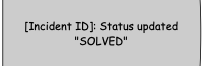 [Incident ID]: Status updated
"SOLVED"